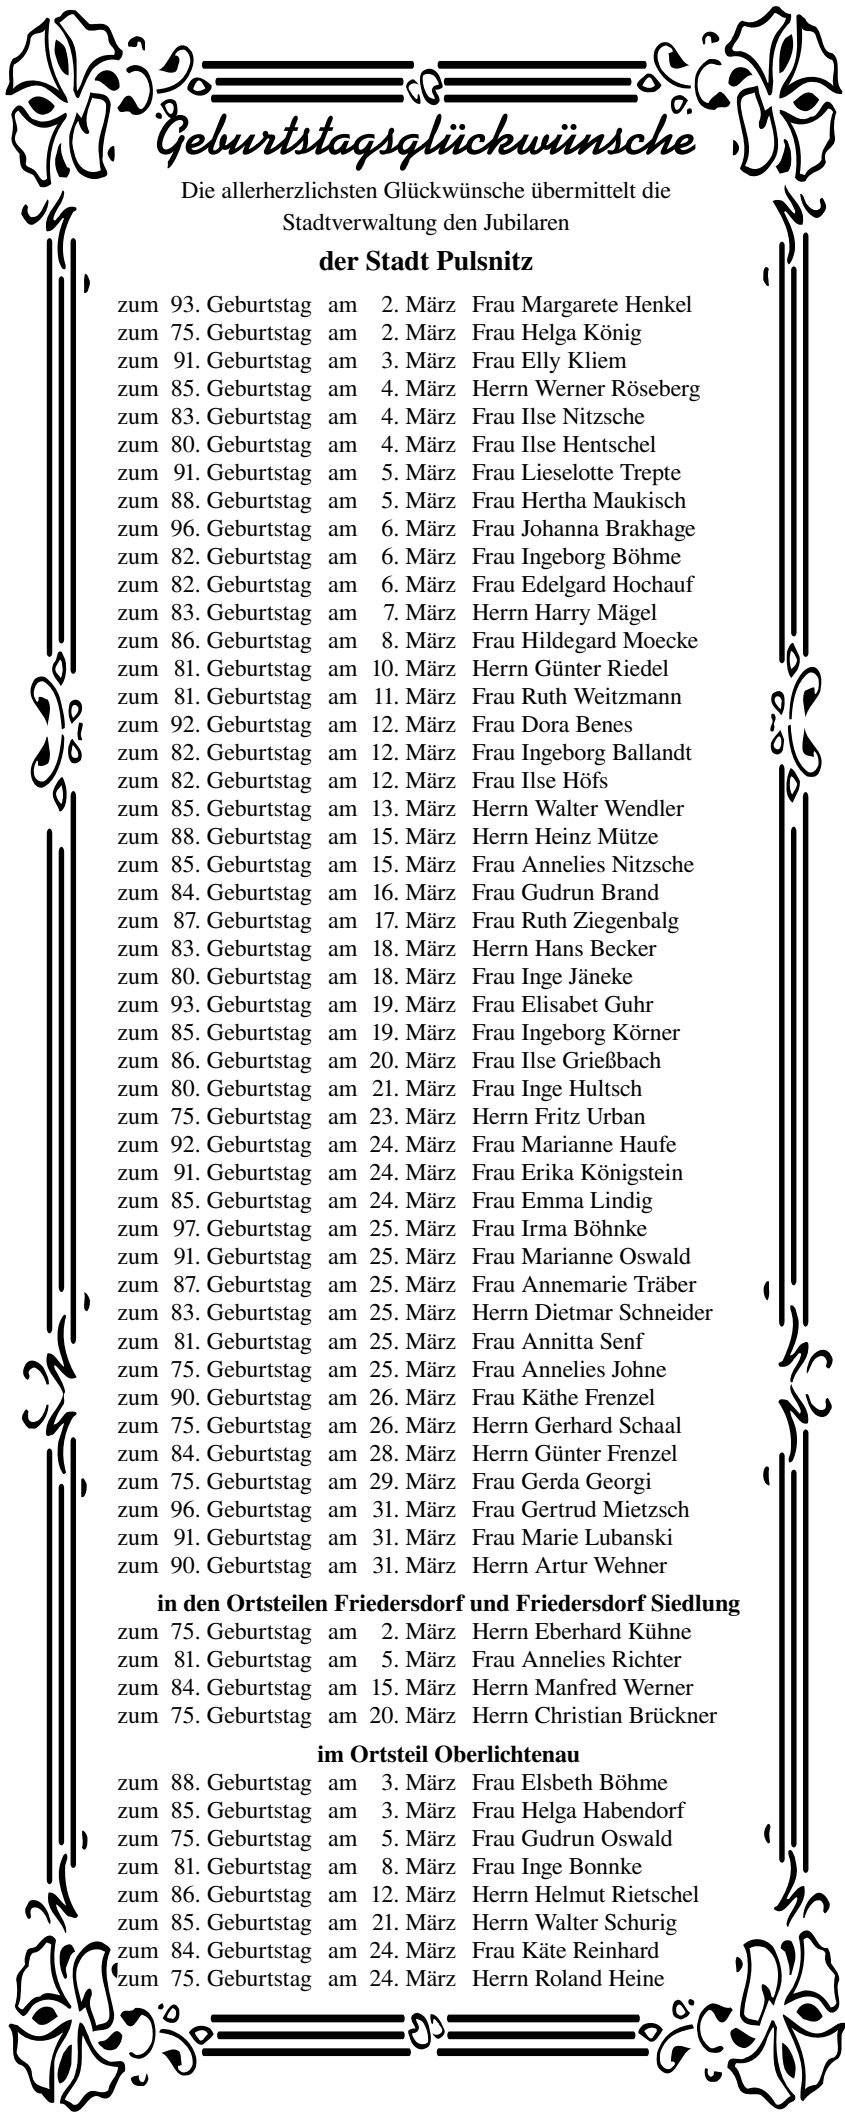 Geburtstagsglückwünsche
Die allerherzlichsten Glückwünsche übermittelt die
Stadtverwaltung den Jubilaren
der Stadt Pulsnitz
zum 93. Geburtstag am 2. März Frau Margarete Henkel
zum 75. Geburtstag am 2. März Frau Helga König
zum 91. Geburtstag am 3. März Frau Elly Kliem
zum 85. Geburtstag am 4. März Herrn Werner Röseberg
zum 83. Geburtstag am 4. März Frau Ilse Nitzsche
zum 80. Geburtstag am 4. März Frau Ilse Hentschel
zum 91. Geburtstag am 5. März Frau Lieselotte Trepte
zum 88. Geburtstag am 5. März Frau Hertha Maukisch
zum 96. Geburtstag am 6. März Frau Johanna Brakhage
zum 82. Geburtstag am 6. März Frau Ingeborg Böhme
zum 82. Geburtstag am 6. März Frau Edelgard Hochauf
zum 83. Geburtstag am 7. März Herrn Harry Mägel
zum 86. Geburtstag am 8. März Frau Hildegard Moecke
zum 81. Geburtstag am 10. März Herrn Günter Riedel
zum 81. Geburtstag am 11. März Frau Ruth Weitzmann
zum 92. Geburtstag am 12. März Frau Dora Benes
zum 82. Geburtstag am 12. März Frau Ingeborg Ballandt
zum 82. Geburtstag am 12. März Frau Ilse Höfs
zum 85. Geburtstag am 13. März Herrn Walter Wendler
zum 88. Geburtstag am 15. März Herrn Heinz Mütze
zum 85. Geburtstag am 15. März Frau Annelies Nitzsche
zum 84. Geburtstag am 16. März Frau Gudrun Brand
zum 87. Geburtstag am 17. März Frau Ruth Ziegenbalg
zum 83. Geburtstag am 18. März Herrn Hans Becker
zum 80. Geburtstag am 18. März Frau Inge Jäneke
zum 93. Geburtstag am 19. März Frau Elisabet Guhr
zum 85. Geburtstag am 19. März Frau Ingeborg Körner
zum 86. Geburtstag am 20. März Frau Ilse Grießbach
zum 80. Geburtstag am 21. März Frau Inge Hultsch
zum 75. Geburtstag am 23. März Herrn Fritz Urban
zum 92. Geburtstag am 24. März Frau Marianne Haufe
zum 91. Geburtstag am 24. März Frau Erika Königstein
zum 85. Geburtstag am 24. März Frau Emma Lindig
zum 97. Geburtstag am 25. März Frau Irma Böhnke
zum 91. Geburtstag am 25. März Frau Marianne Oswald
zum 87. Geburtstag am 25. März Frau Annemarie Träber
zum 83. Geburtstag am 25. März Herrn Dietmar Schneider
zum 81. Geburtstag am 25. März Frau Annitta Senf
zum 75. Geburtstag am 25. März Frau Annelies Johne
zum 90. Geburtstag am 26. März Frau Käthe Frenzel
zum 75. Geburtstag am 26. März Herrn Gerhard Schaal
zum 84. Geburtstag am 28. März Herrn Günter Frenzel
zum 75. Geburtstag am 29. März Frau Gerda Georgi
zum 96. Geburtstag am 31. März Frau Gertrud Mietzsch
zum 91. Geburtstag am 31. März Frau Marie Lubanski
zum 90. Geburtstag am 31. März Herrn Artur Wehner
in den Ortsteilen Friedersdorf und Friedersdorf Siedlung
zum 75. Geburtstag am 2. März Herrn Eberhard Kühne
zum 81. Geburtstag am 5. März Frau Annelies Richter
zum 84. Geburtstag am 15. März Herrn Manfred Werner
zum 75. Geburtstag am 20. März Herrn Christian Brückner
im Ortsteil Oberlichtenau
zum 88. Geburtstag am 3. März Frau Elsbeth Böhme
zum 85. Geburtstag am 3. März Frau Helga Habendorf
zum 75. Geburtstag am 5. März Frau Gudrun Oswald
zum 81. Geburtstag am 8. März Frau Inge Bonnke
zum 86. Geburtstag am 12. März Herrn Helmut Rietschel
zum 85. Geburtstag am 21. März Herrn Walter Schurig
zum 84. Geburtstag am 24. März Frau Käte Reinhard
zum 75. Geburtstag am 24. März Herrn Roland Heine